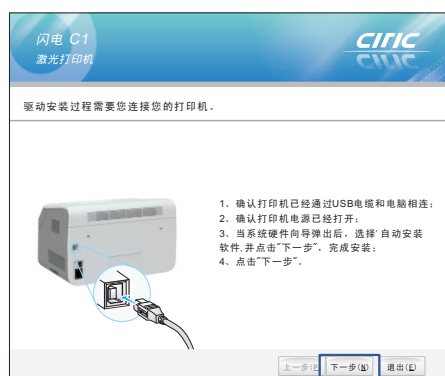 闪电 C1
激光打印机
CIRIC
驱动安装过程需要您连接您的打印机。
1、确认打印机已经通过USB电缆和电脑相连；
2、确认打印机电源已经打开；
3、当系统硬件向导弹出后，选择'自动安装
软件,并点击"下一步"，完成安装；
4、点击"下一步"。
上一步(P) 下一步(N) 退出(E)